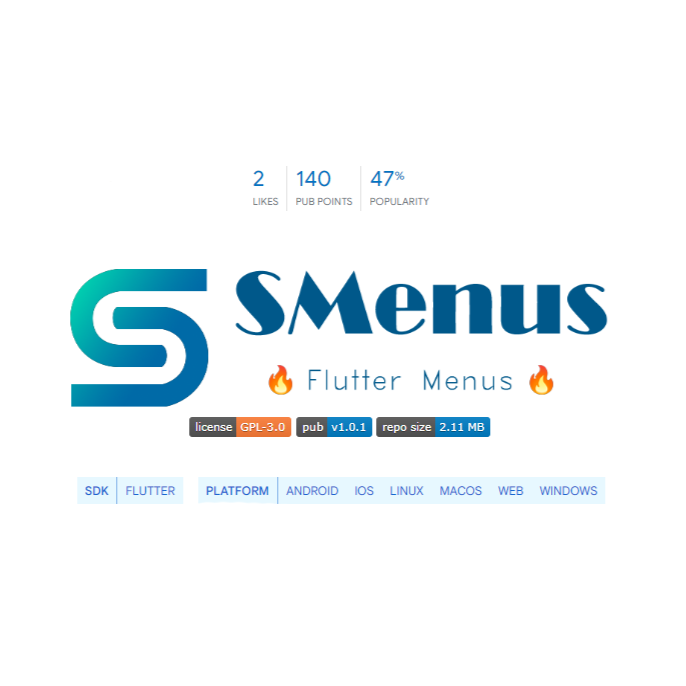 2 140 47%
LIKES PUB POINTS POPULARITY
SMenus
🔥 Flutter Menus 🔥
license GPL-3.0 pub v1.0.1 repo size 2.11 MB
SDK FLUTTER PLATFORM ANDROID IOS LINUX MACOS WEB WINDOWS